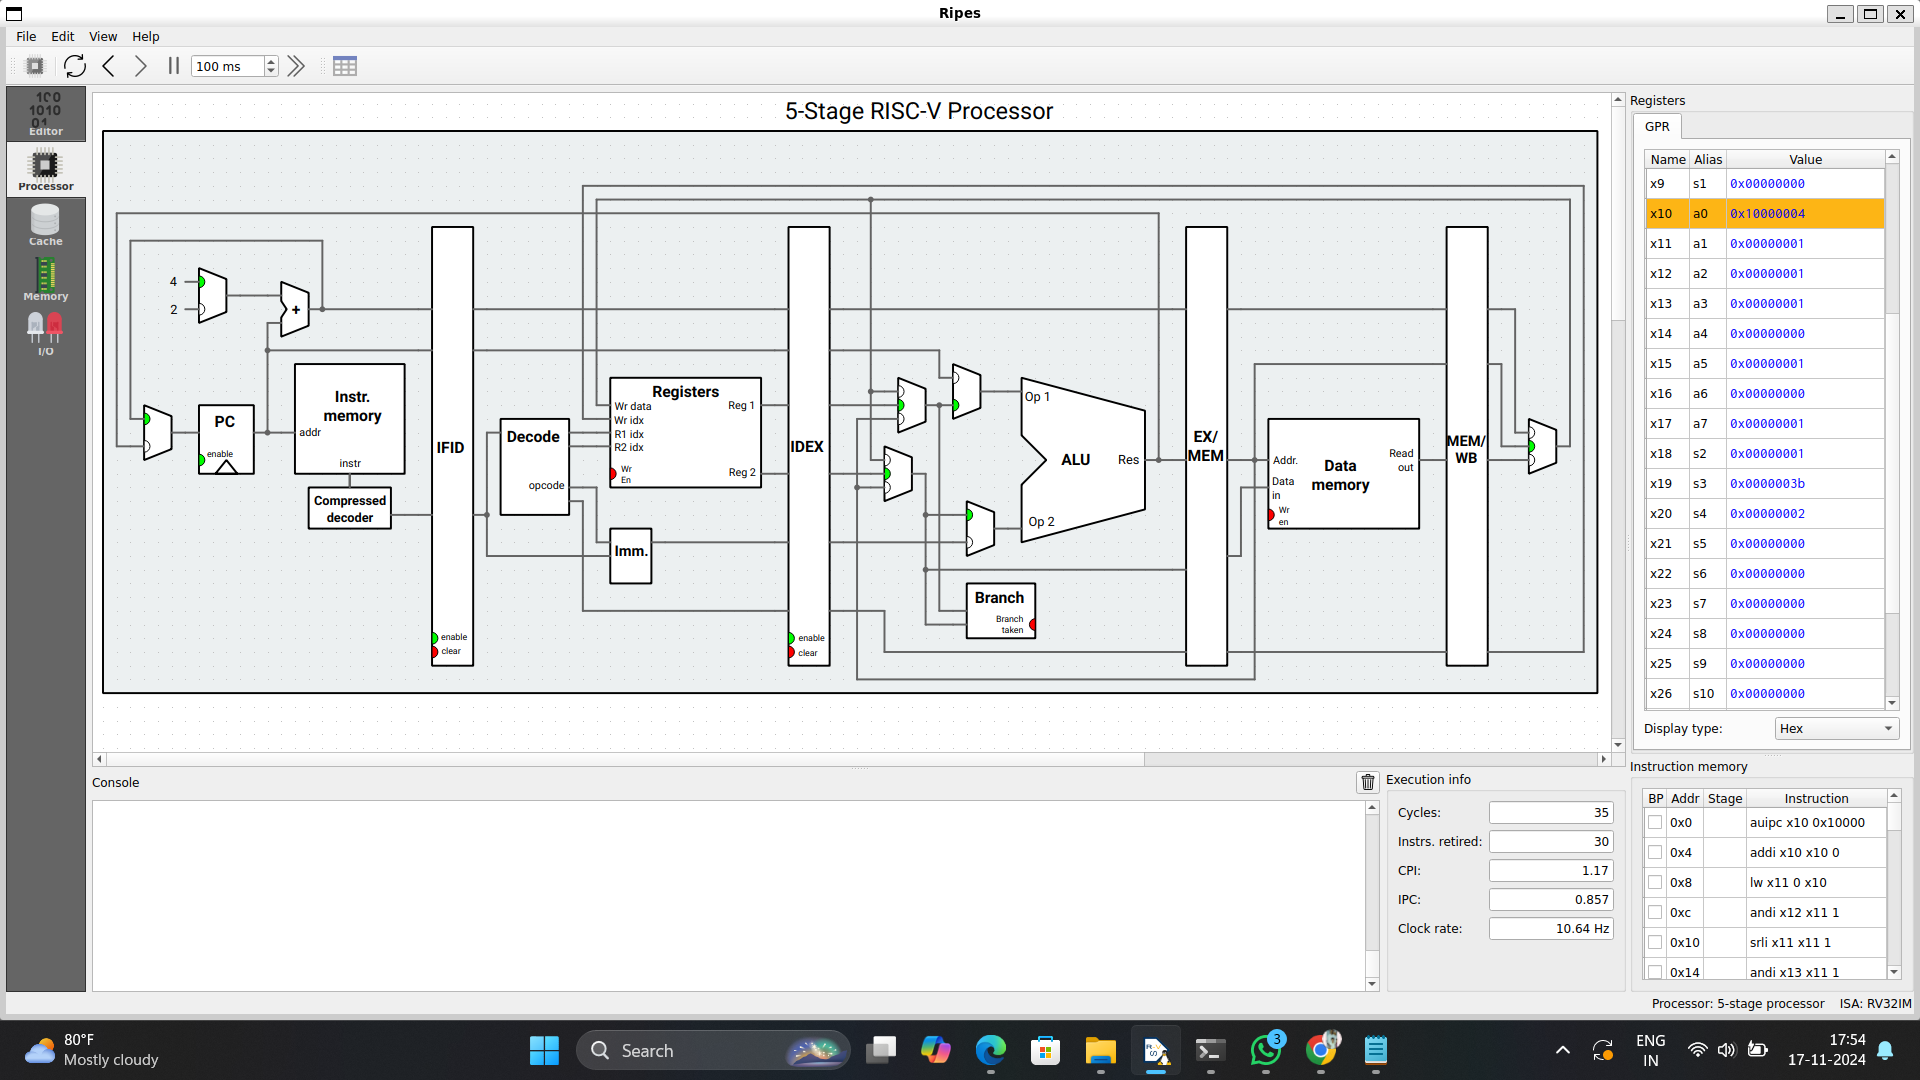 Ripes
File Edit View Help
100 ms
Editor
Processor
Cache
Memory
I/O
5-Stage RISC-V Processor
4
2
+
PC
enable
Instr.
memory
addr
instr
Compressed
decoder
IFID
enable
clear
Decode
opcode
Registers
Wr data
Wr idx
R1 idx
R2 idx
Wr
En
Reg 1
Reg 2
Imm.
IDEX
enable
clear
Op 1
ALU
Res
Op 2
Branch
Branch
taken
EX/
MEM
Addr.
Data
in
Wr
en
Data
memory
Read
out
MEM/
WB
Registers
GPR
Name Alias Value
x9 s1 0x00000000
x10 a0 0x10000004
x11 a1 0x00000001
x12 a2 0x00000001
x13 a3 0x00000001
x14 a4 0x00000000
x15 a5 0x00000001
x16 a6 0x00000000
x17 a7 0x00000001
x18 s2 0x00000001
x19 s3 0x0000003b
x20 s4 0x00000002
x21 s5 0x00000000
x22 s6 0x00000000
x23 s7 0x00000000
x24 s8 0x00000000
x25 s9 0x00000000
x26 s10 0x00000000
Display type: Hex
Console
Execution info
Cycles: 35
Instrs. retired: 30
CPI: 1.17
IPC: 0.857
Clock rate: 10.64 Hz
Instruction memory
BP Addr Stage Instruction
0x0 auipc x10 0x10000
0x4 addi x10 x10 0
0x8 lw x11 0 x10
0xc andi x12 x11 1
0x10 srli x11 x11 1
0x14 andi x13 x11 1
Processor: 5-stage processor ISA: RV32IM
80°F
Mostly cloudy
Search
3
ENG
IN
17:54
17-11-2024